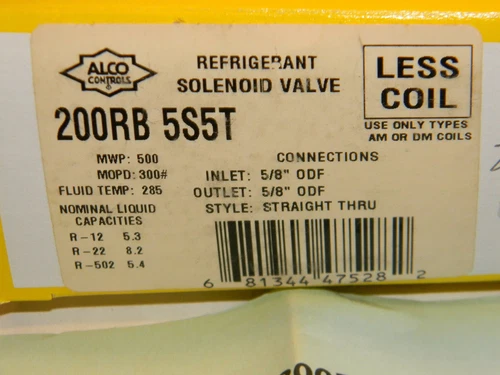 ALCO
CONTROLS
REFRIGERANT
SOLENOID VALVE
LESS
COIL
200RB 5S5T
USE ONLY TYPES
AM OR DM COILS
MWP: 500
MOPD: 300#
FLUID TEMP: 285
CONNECTIONS
INLET: 5/8" ODF
OUTLET: 5/8" ODF
STYLE: STRAIGHT THRU
NOMINAL LIQUID
CAPACITIES
R-12 5.3
R-22 8.2
R-502 5.4
6 81344 47528 2